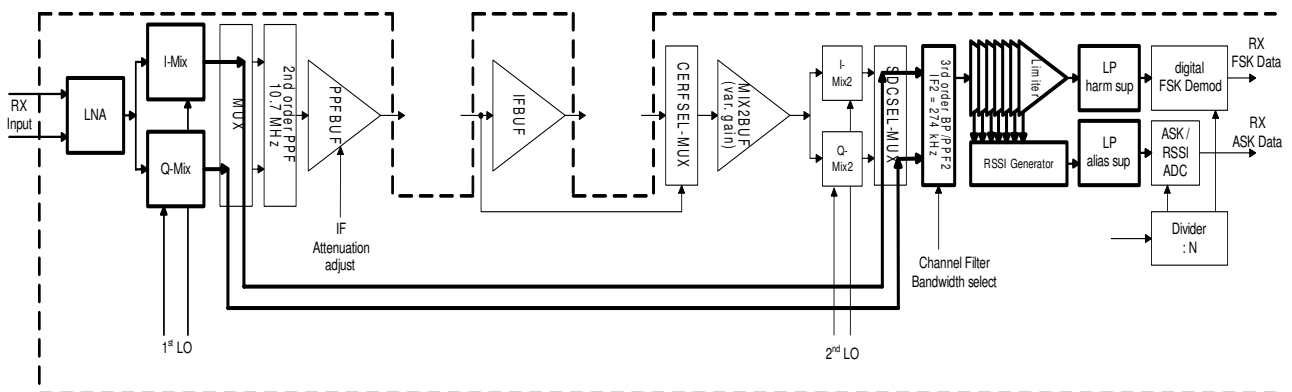 RX
Input
LNA
I-Mix
Q-Mix
MUX
2nd order PPF
10.7 MHz
PPFBUF
IF
Attenuation
adjust
1st LO
IFBUF
CERFSEL-MUX
MIX2BUF
(var. gain)
I-
Mix2
Q-
Mix2
2nd LO
SDCSEL-MUX
3rd order BP/PPF2
IF2 = 274 kHz
Channel Filter
Bandwidth select
Limiter
RSSI Generator
LP
harm sup
LP
alias sup
digital
FSK Demod
ASK /
RSSI
ADC
Divider
: N
RX
FSK Data
RX
ASK Data